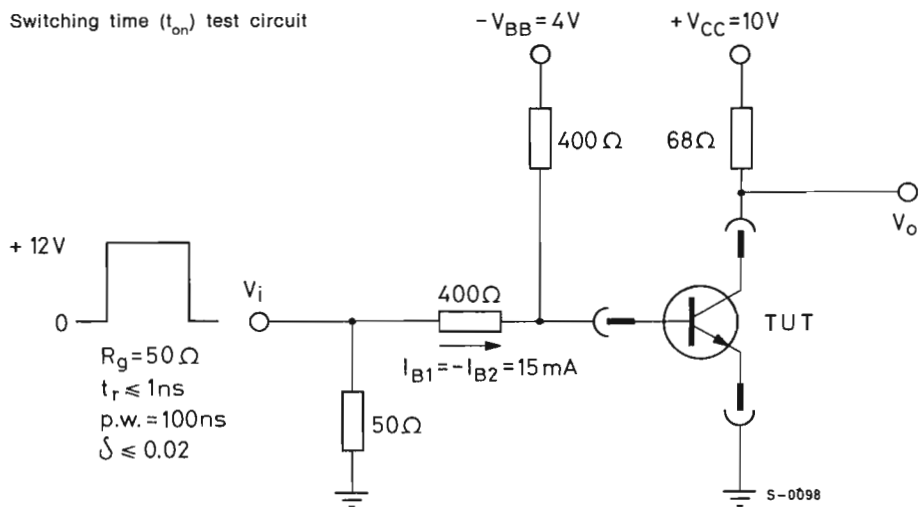 Switching time (t_on) test circuit
-V_BB=4V
+V_CC=10V
400Ω
68Ω
V_o
+12V
0
V_i
400Ω
TUT
I_B1=-I_B2=15mA
R_g=50Ω
t_r≤1ns
p.w.=100ns
δ≤0.02
50Ω
S-0098